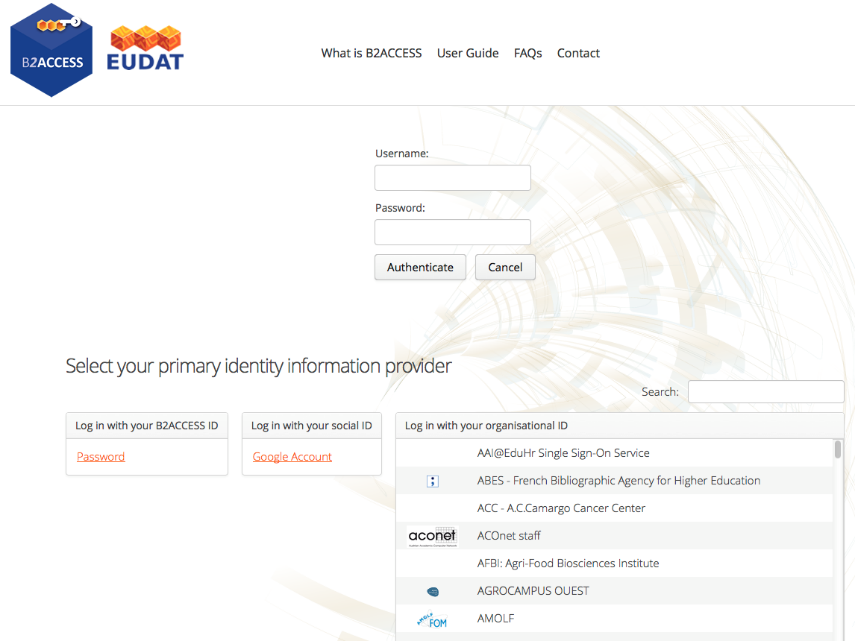 B2ACCESS
EUDAT
What is B2ACCESS User Guide FAQs Contact
Username:
Password:
Authenticate Cancel
Select your primary identity information provider
Search:
Log in with your B2ACCESS ID
Password
Log in with your social ID
Google Account
Log in with your organisational ID
AAI@EduHr Single Sign-On Service
ABES - French Bibliographic Agency for Higher Education
ACC - A.C.Camargo Cancer Center
aconet
ACOnet staff
AFBI: Agri-Food Biosciences Institute
AGROCAMPUS OUEST
AMOLF
FOM
AMOLF